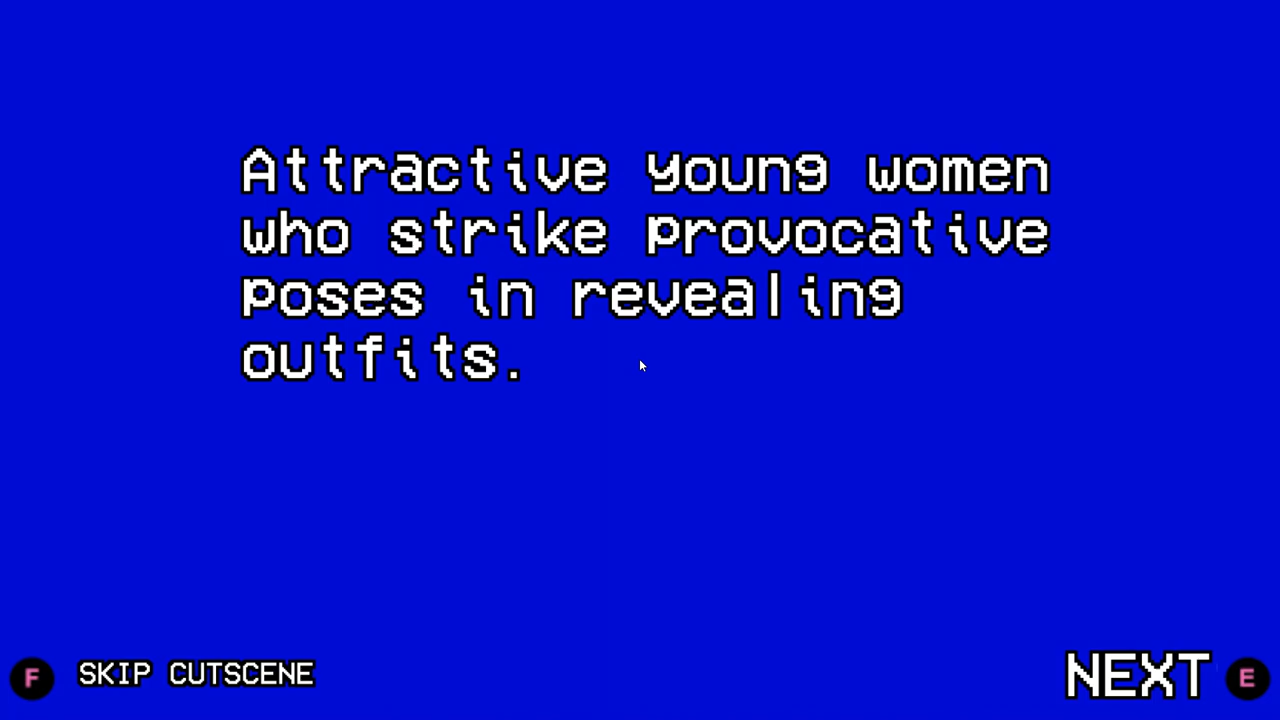 Attractive young women
who strike provocative
poses in revealing
outfits.
F SKIP CUTSCENE
NEXT E